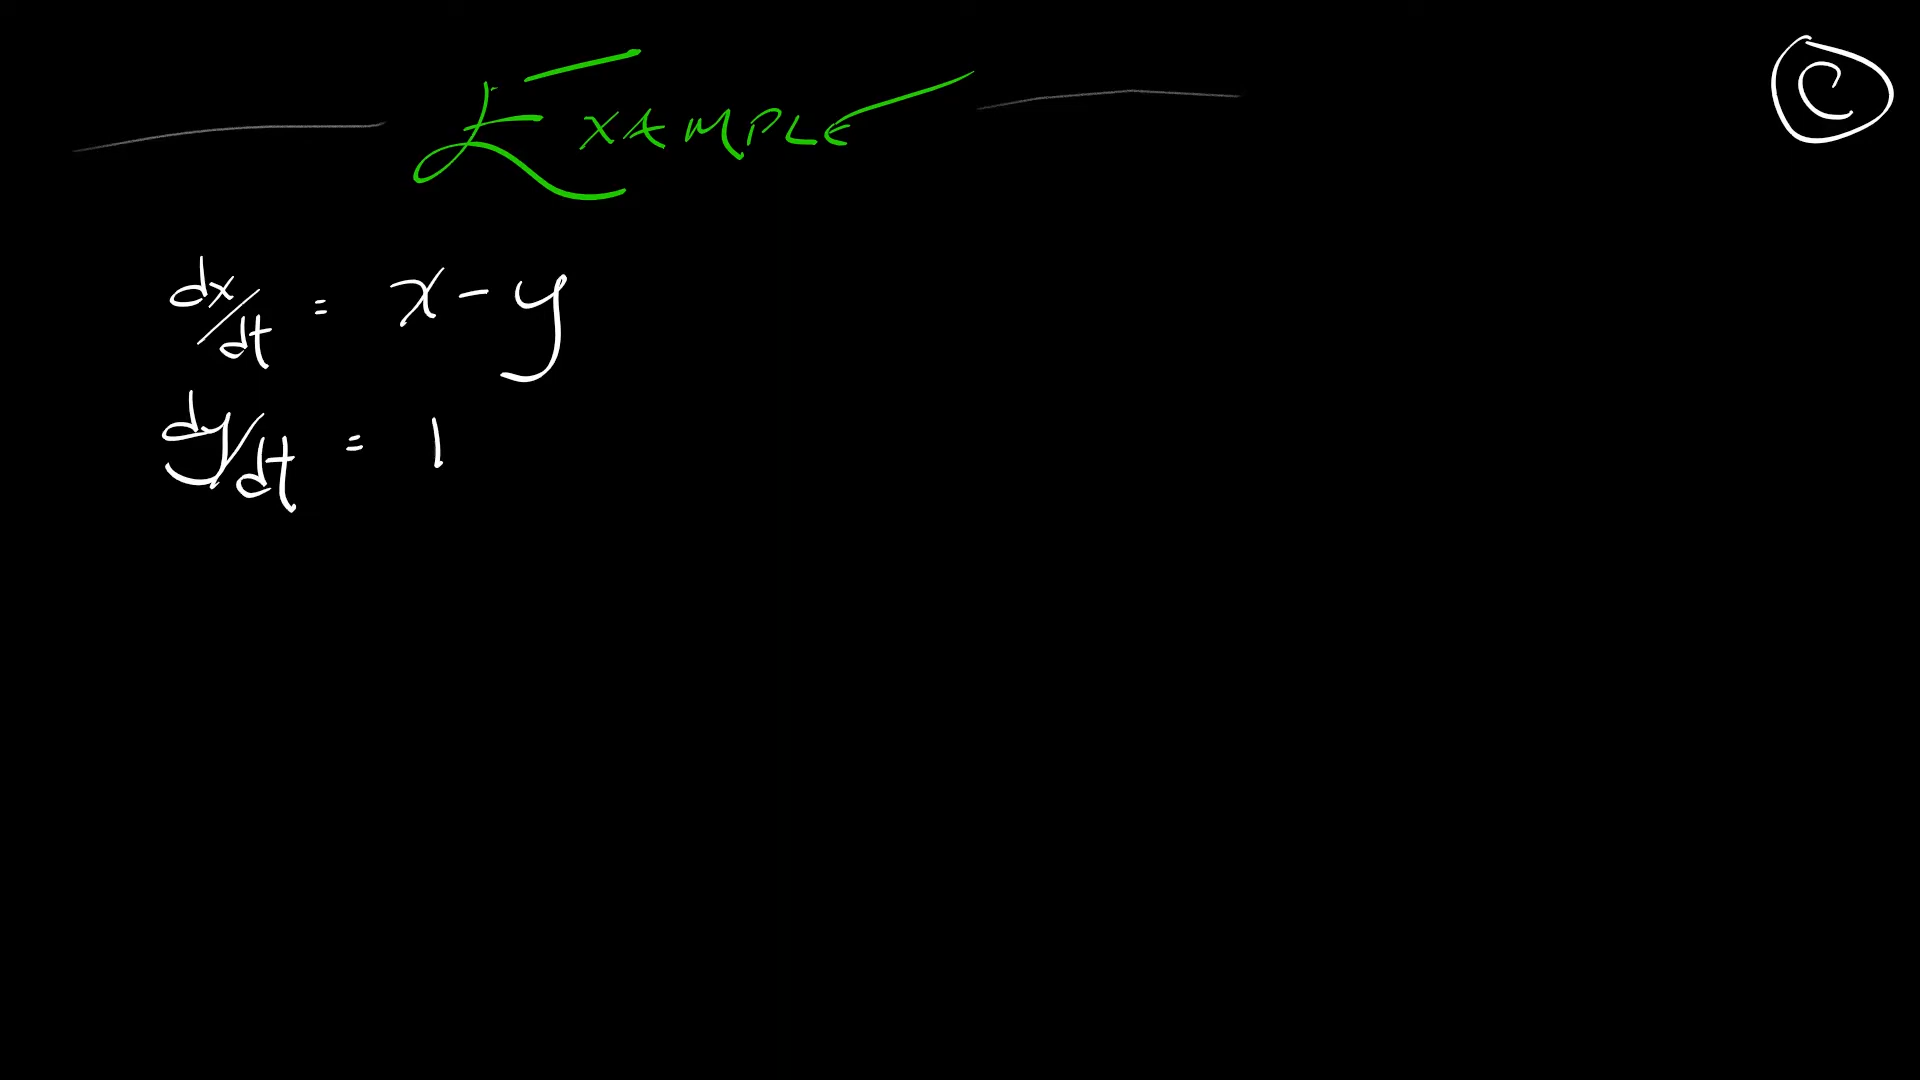 EXAMPLE
©
dx/dt = x - y
dy/dt = 1